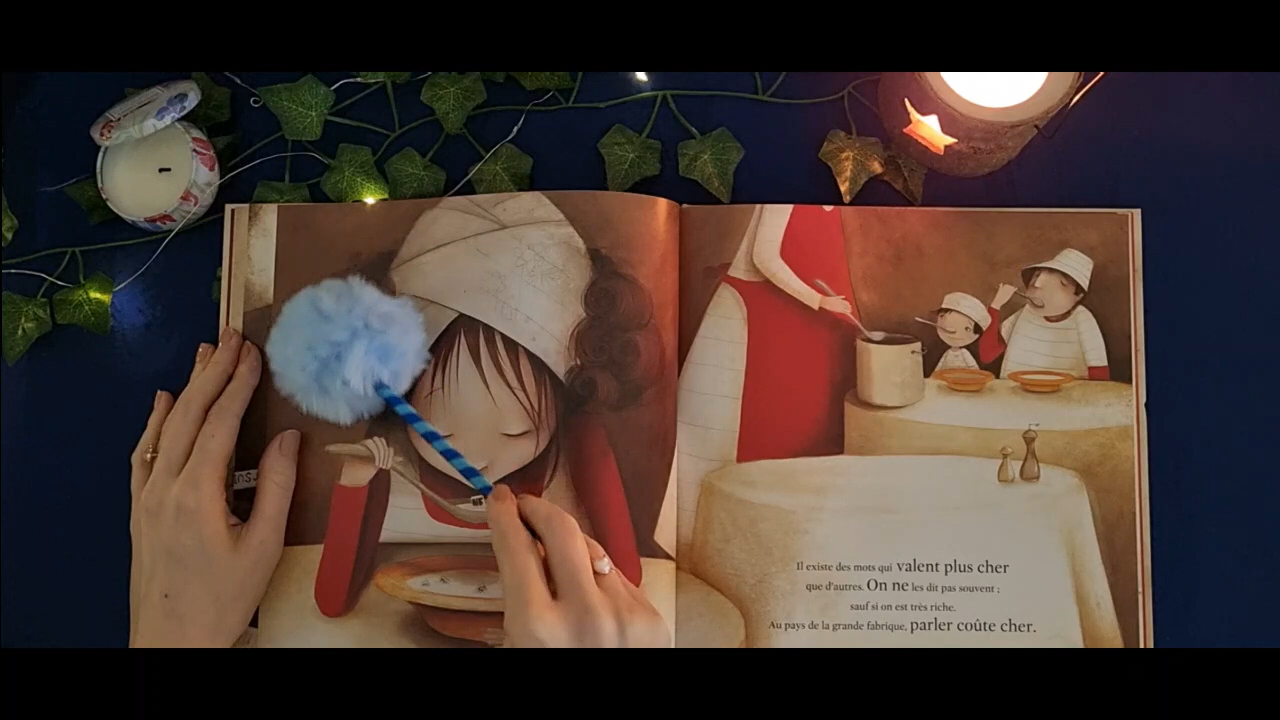 Il existe des mots qui valent plus cher
que d'autres. On ne les dit pas souvent ;
sauf si on est très riche.
Au pays de la grande fabrique, parler coûte cher.